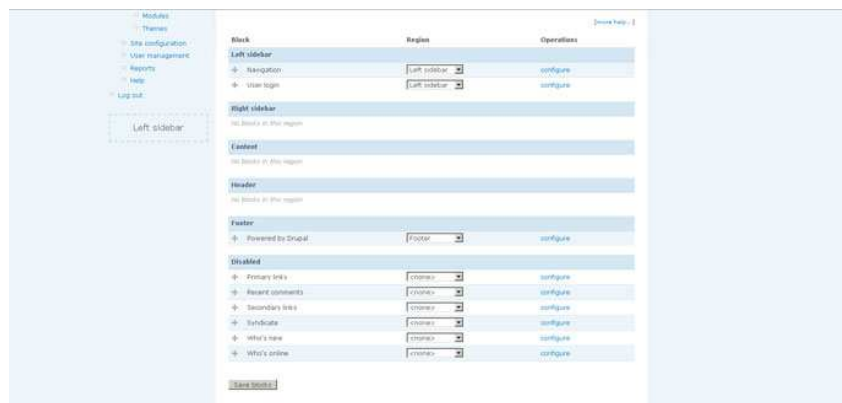 Modules
Themes
Site configuration
User management
Reports
Help
Log out
Left sidebar
[more help...]
Block Region Operations
Left sidebar
Navigation Left sidebar configure
User login Left sidebar configure
Right sidebar
No blocks in this region
Content
No blocks in this region
Header
No blocks in this region
Footer
Powered by Drupal Footer configure
Disabled
Primary links <none> configure
Recent comments <none> configure
Secondary links <none> configure
Syndicate <none> configure
Who's new <none> configure
Who's online <none> configure
Save blocks